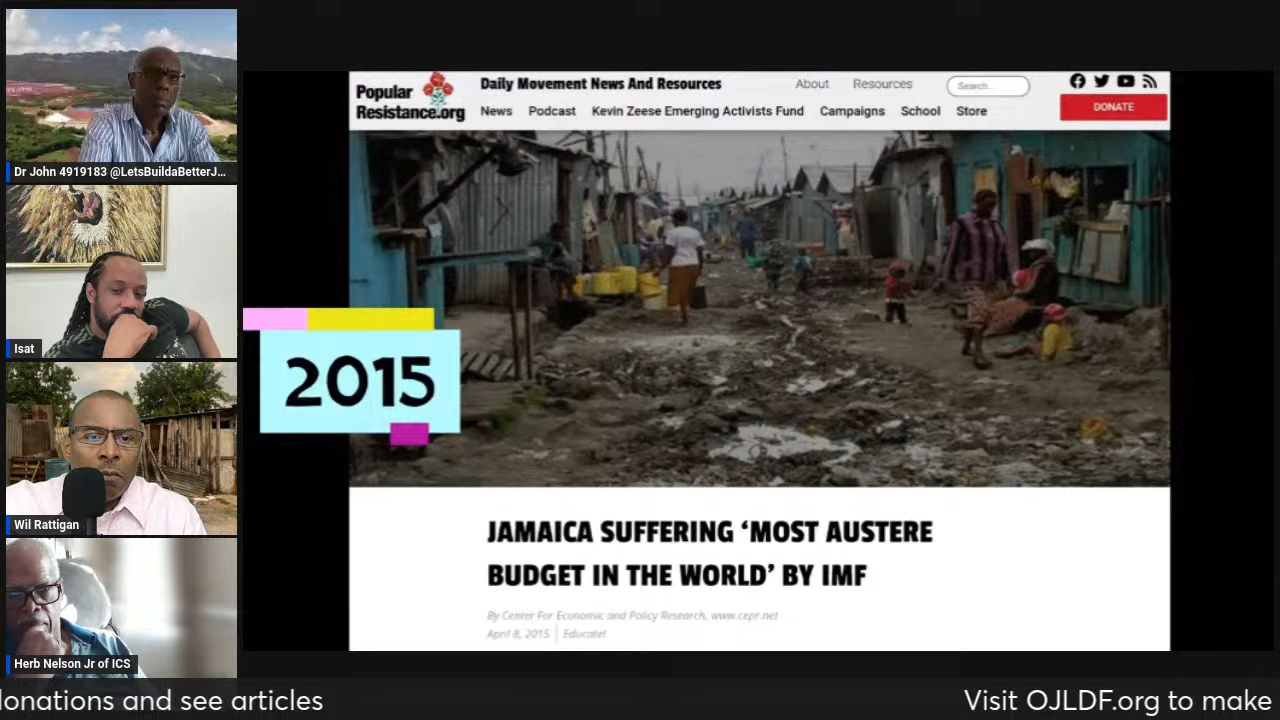 Dr John 4919183 @LetsBuildaBetterJ...
Isat
Wil Rattigan
Herb Nelson Jr of ICS
Popular
Resistance.org
Daily Movement News And Resources
About
Resources
Search...
News
Podcast
Kevin Zeese Emerging Activists Fund
Campaigns
School
Store
DONATE
2015
JAMAICA SUFFERING ‘MOST AUSTERE
BUDGET IN THE WORLD’ BY IMF
By Center For Economic and Policy Research, www.cepr.net
April 8, 2015 | Educate!
donations and see articles
Visit OJLDF.org to make